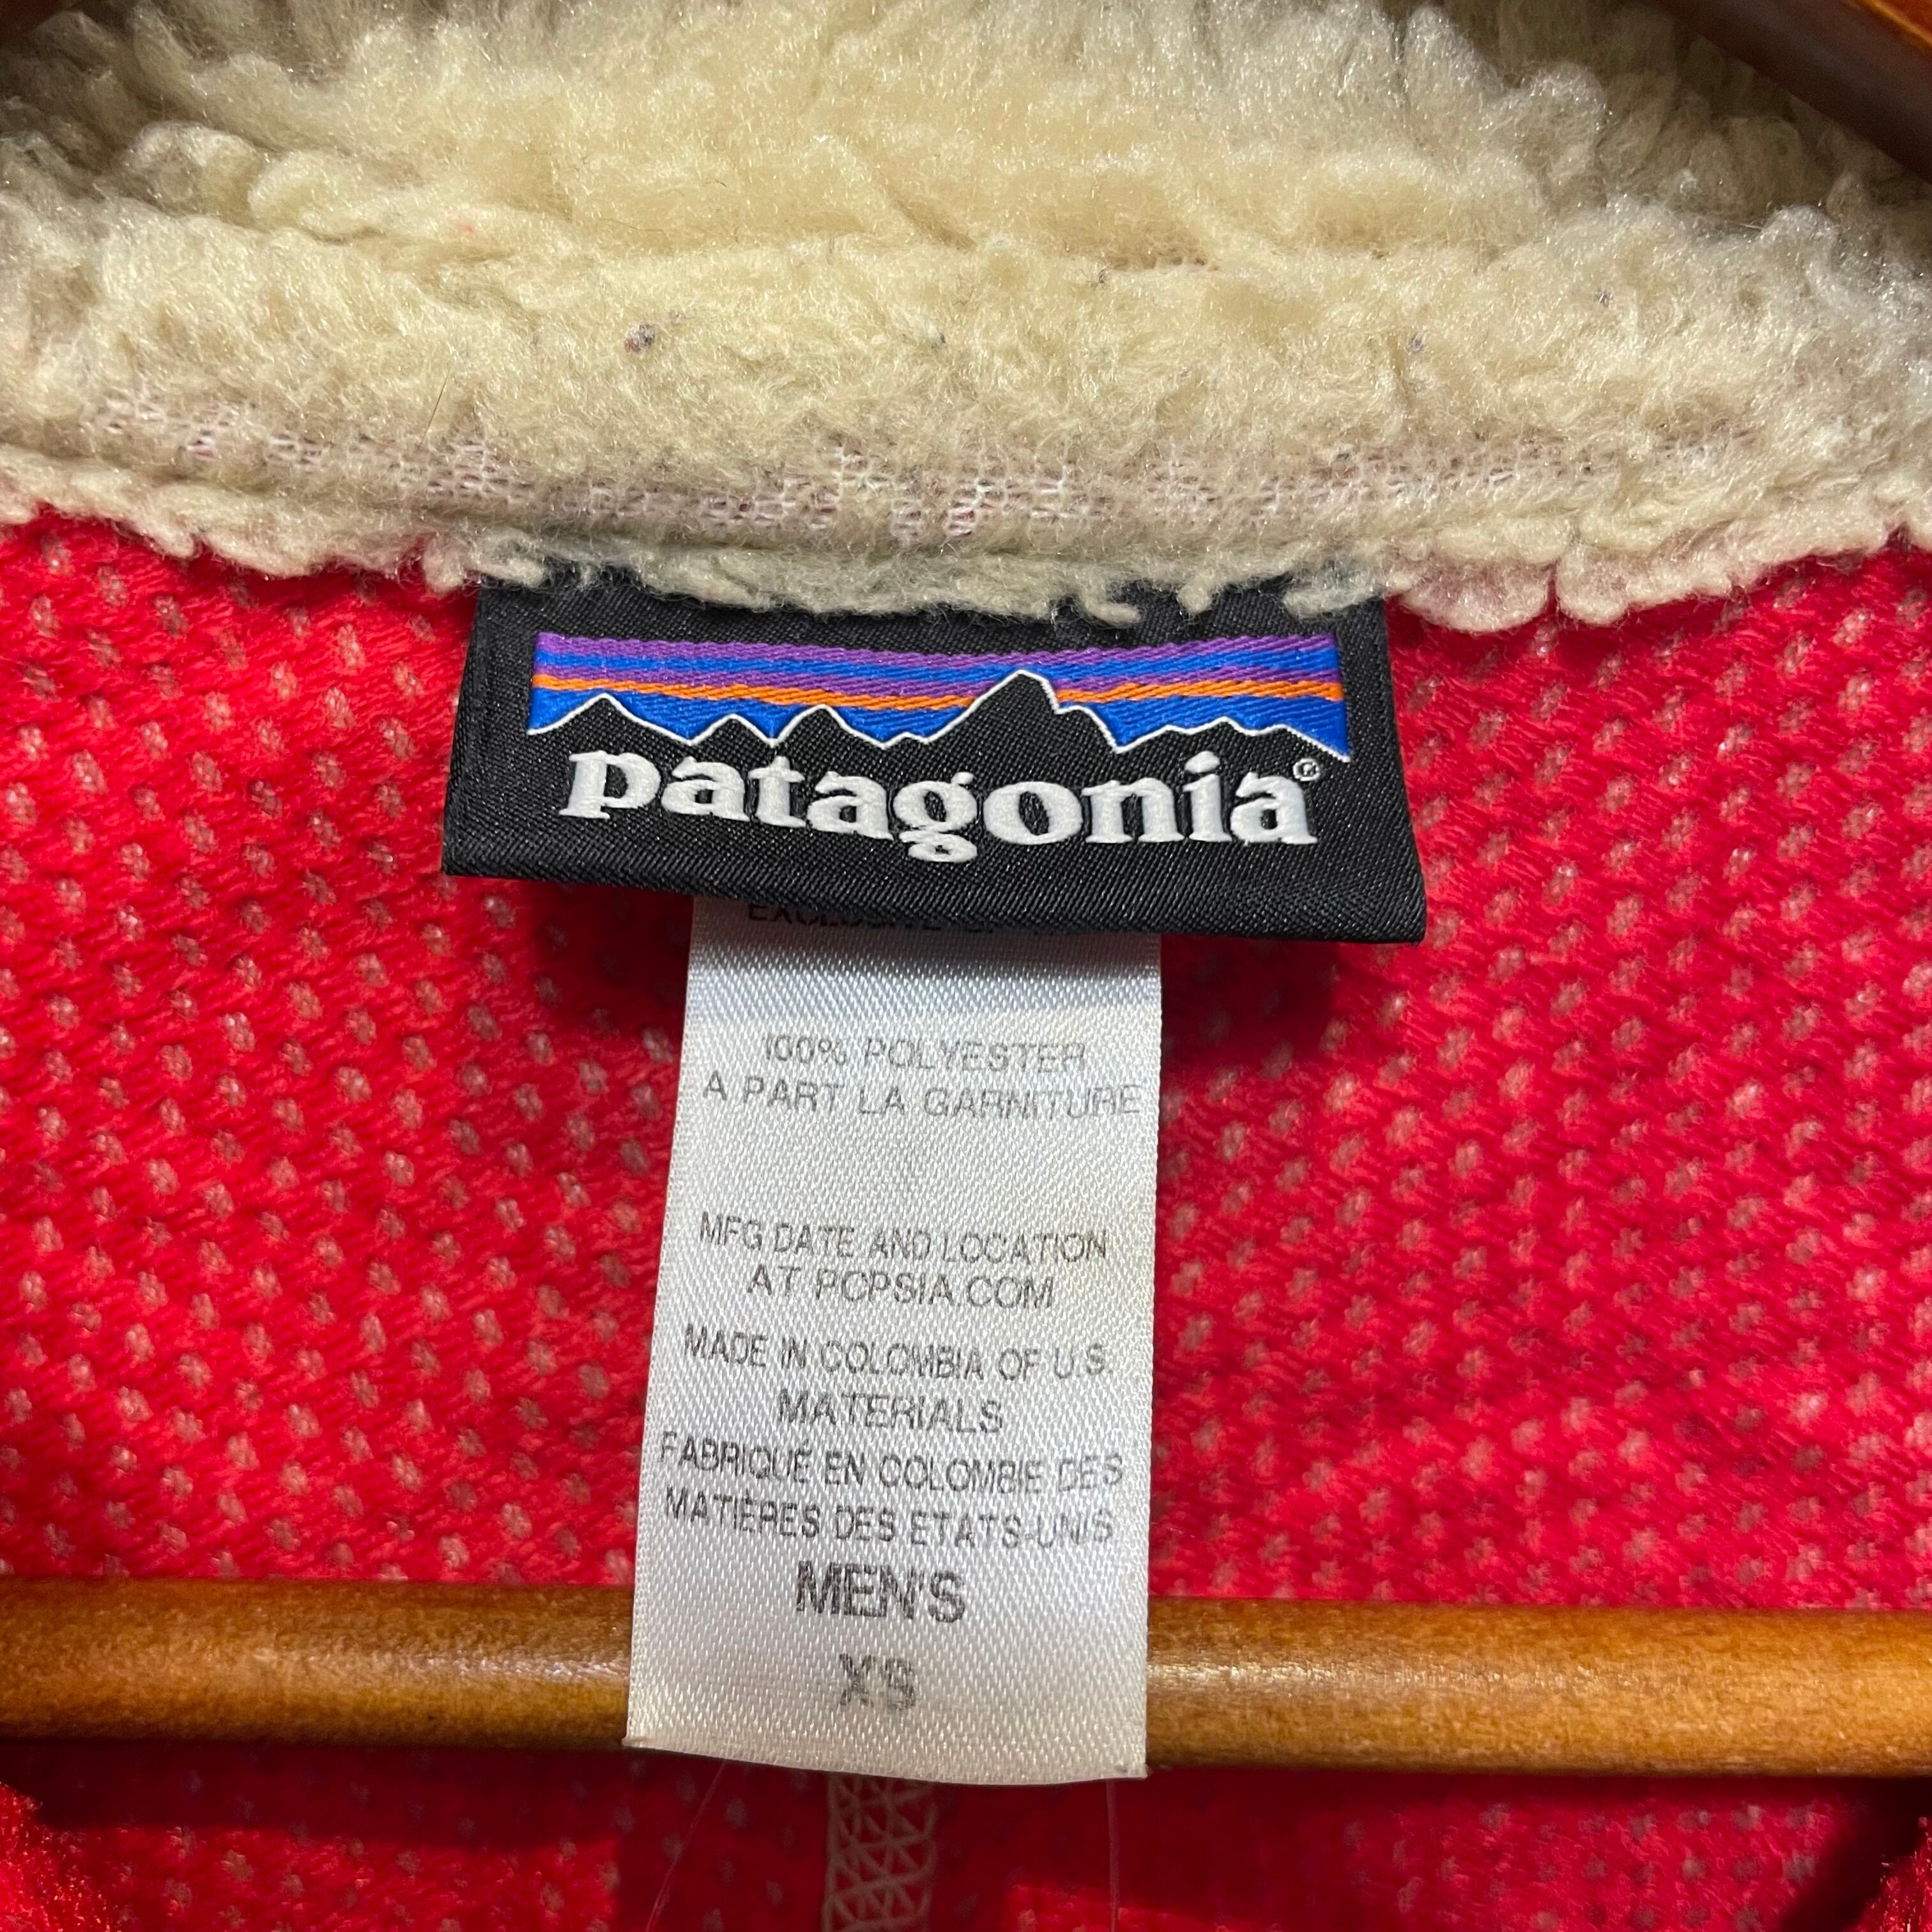 patagonia®
100% POLYESTER
A PART LA GARNITURE
MFG DATE AND LOCATION
AT PCPSIA.COM
MADE IN COLOMBIA OF U.S.
MATERIALS
FABRIQUÉ EN COLOMBIE DES
MATIÈRES DES ETATS-UNIS
MEN'S
XS